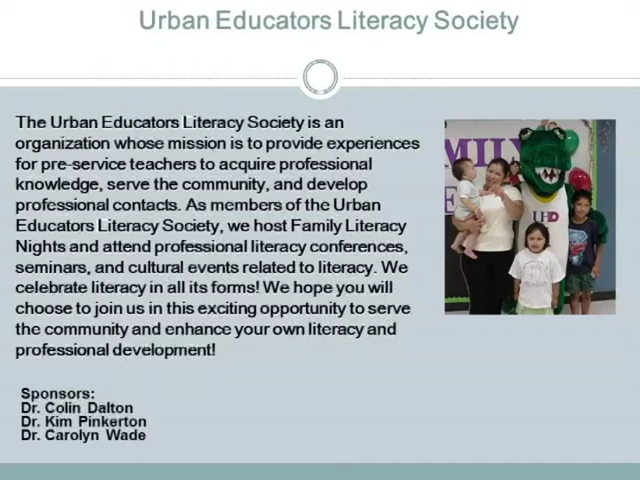 Urban Educators Literacy Society
The Urban Educators Literacy Society is an
organization whose mission is to provide experiences
for pre-service teachers to acquire professional
knowledge, serve the community, and develop
professional contacts. As members of the Urban
Educators Literacy Society, we host Family Literacy
Nights and attend professional literacy conferences,
seminars, and cultural events related to literacy. We
celebrate literacy in all its forms! We hope you will
choose to join us in this exciting opportunity to serve
the community and enhance your own literacy and
professional development!
MILY
UHD
Sponsors:
Dr. Colin Dalton
Dr. Kim Pinkerton
Dr. Carolyn Wade